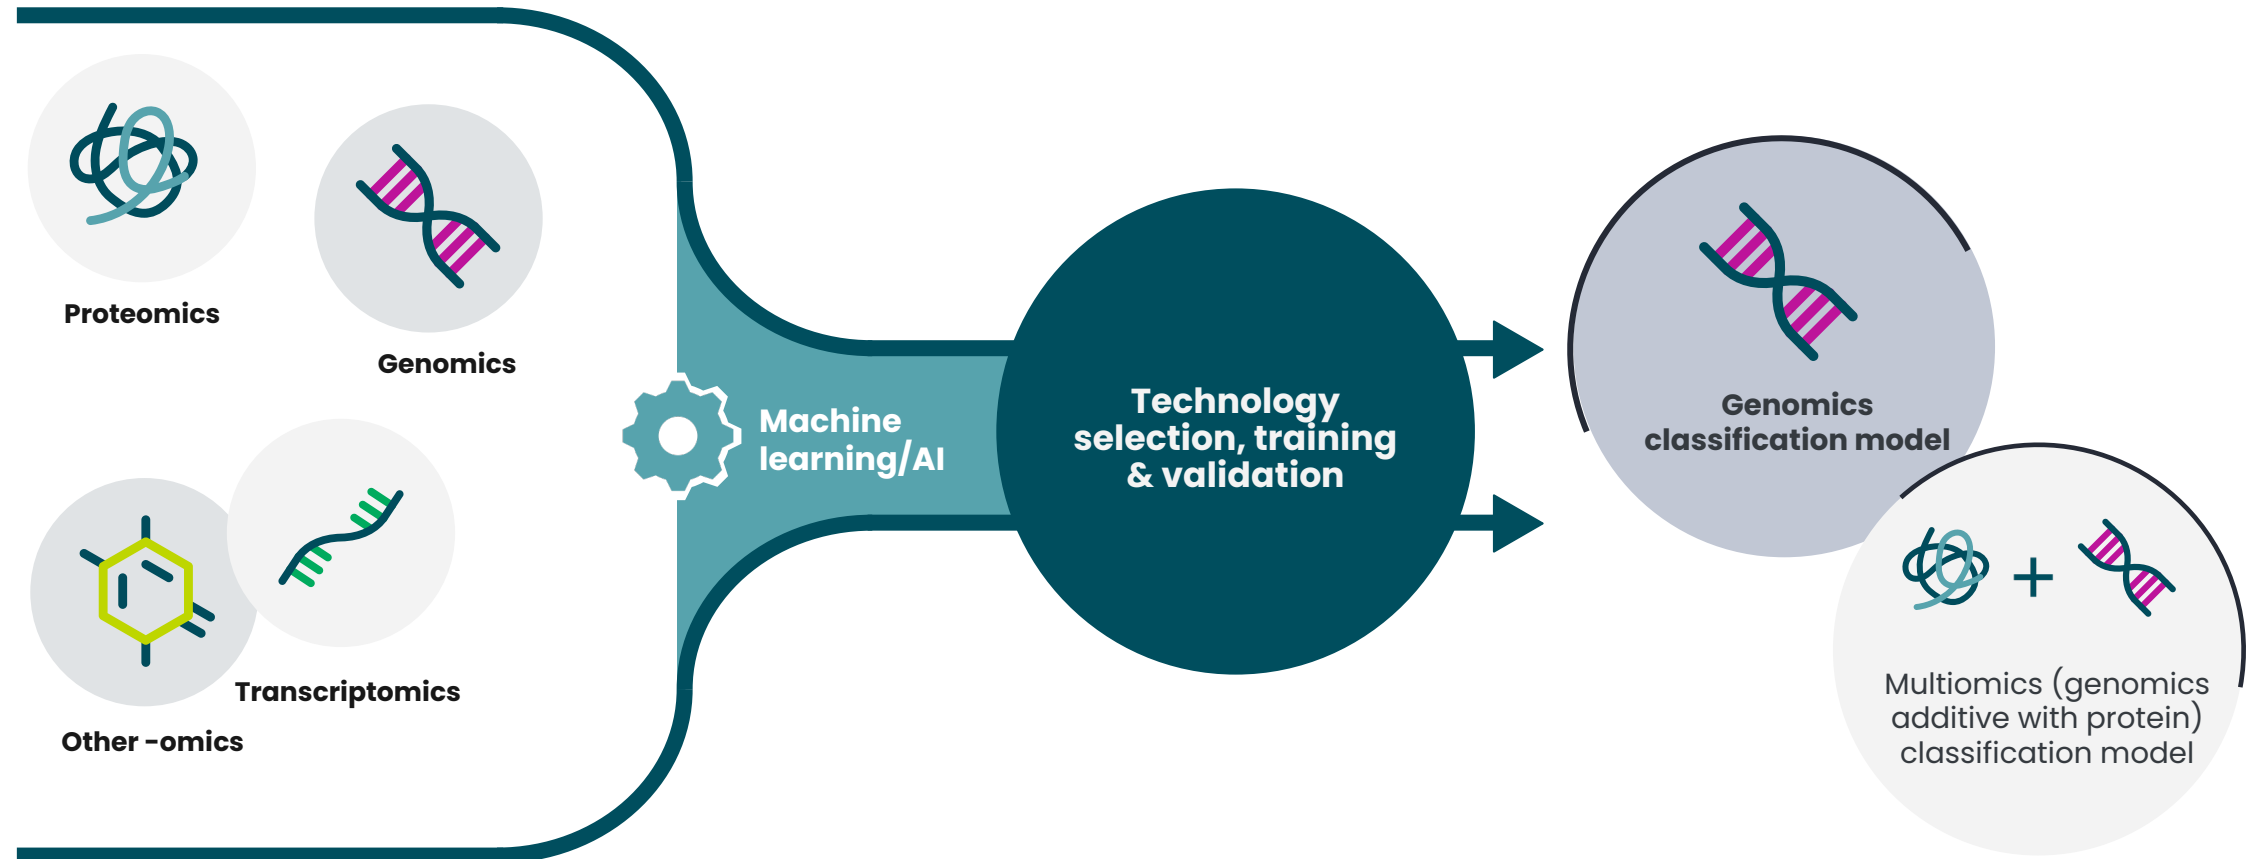 Proteomics
Genomics
Transcriptomics
Other -omics
Machine
learning/AI
Technology
selection, training
& validation
Genomics
classification model
+
Multiomics (genomics
additive with protein)
classification model